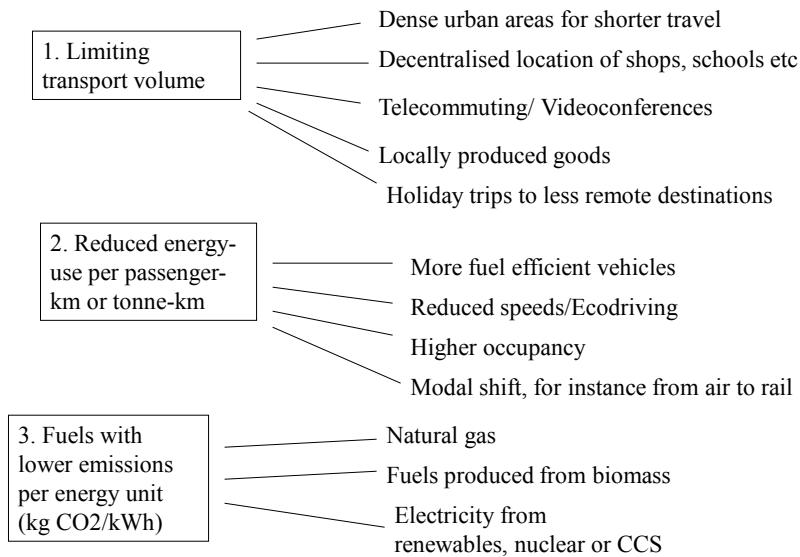 1. Limiting
transport volume
Dense urban areas for shorter travel
Decentralised location of shops, schools etc
Telecommuting/ Videoconferences
Locally produced goods
Holiday trips to less remote destinations
2. Reduced energy-
use per passenger-
km or tonne-km
More fuel efficient vehicles
Reduced speeds/Ecodriving
Higher occupancy
Modal shift, for instance from air to rail
3. Fuels with
lower emissions
per energy unit
(kg CO2/kWh)
Natural gas
Fuels produced from biomass
Electricity from
renewables, nuclear or CCS